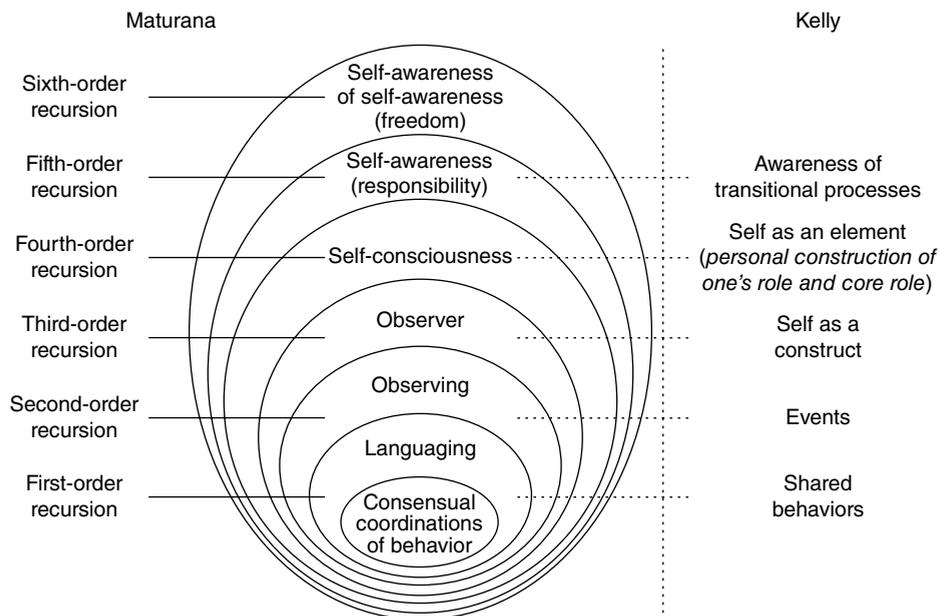 Maturana
Kelly
Sixth-order
recursion
Self-awareness
of self-awareness
(freedom)
Fifth-order
recursion
Self-awareness
(responsibility)
Awareness of
transitional processes
Fourth-order
recursion
Self-consciousness
Self as an element
(personal construction of
one's role and core role)
Third-order
recursion
Observer
Self as a
construct
Observing
Second-order
recursion
Events
Languaging
First-order
recursion
Consensual
coordinations
of behavior
Shared
behaviors